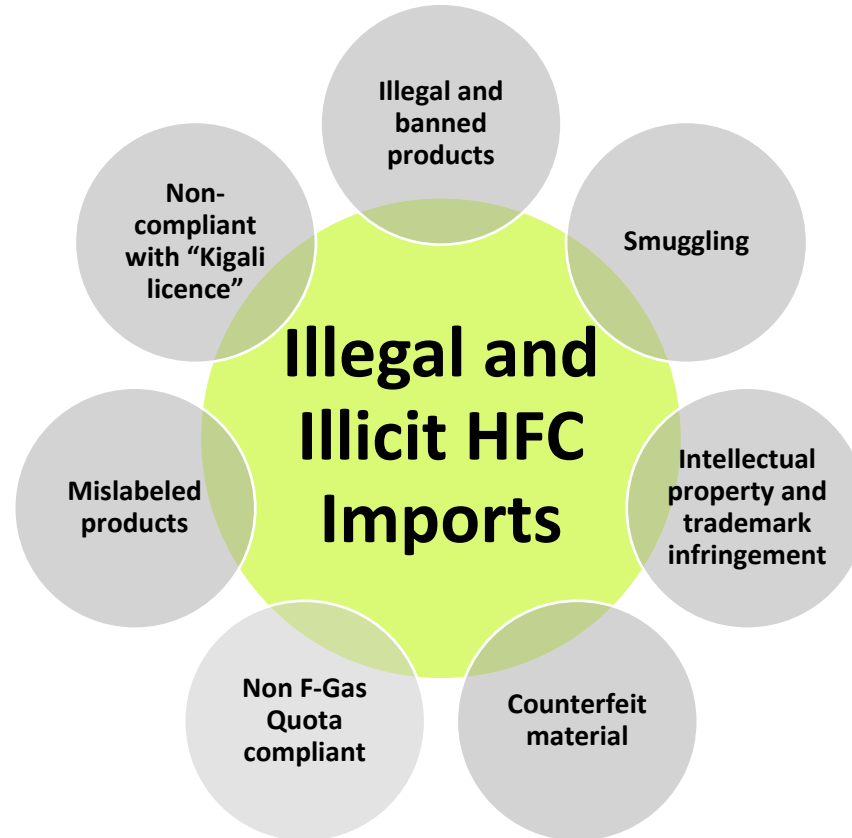 Illegal and
banned
products
Smuggling
Intellectual
property and
trademark
infringement
Counterfeit
material
Non F-Gas
Quota
compliant
Mislabeled
products
Non-
compliant
with “Kigali
licence”
Illegal and
Illicit HFC
Imports